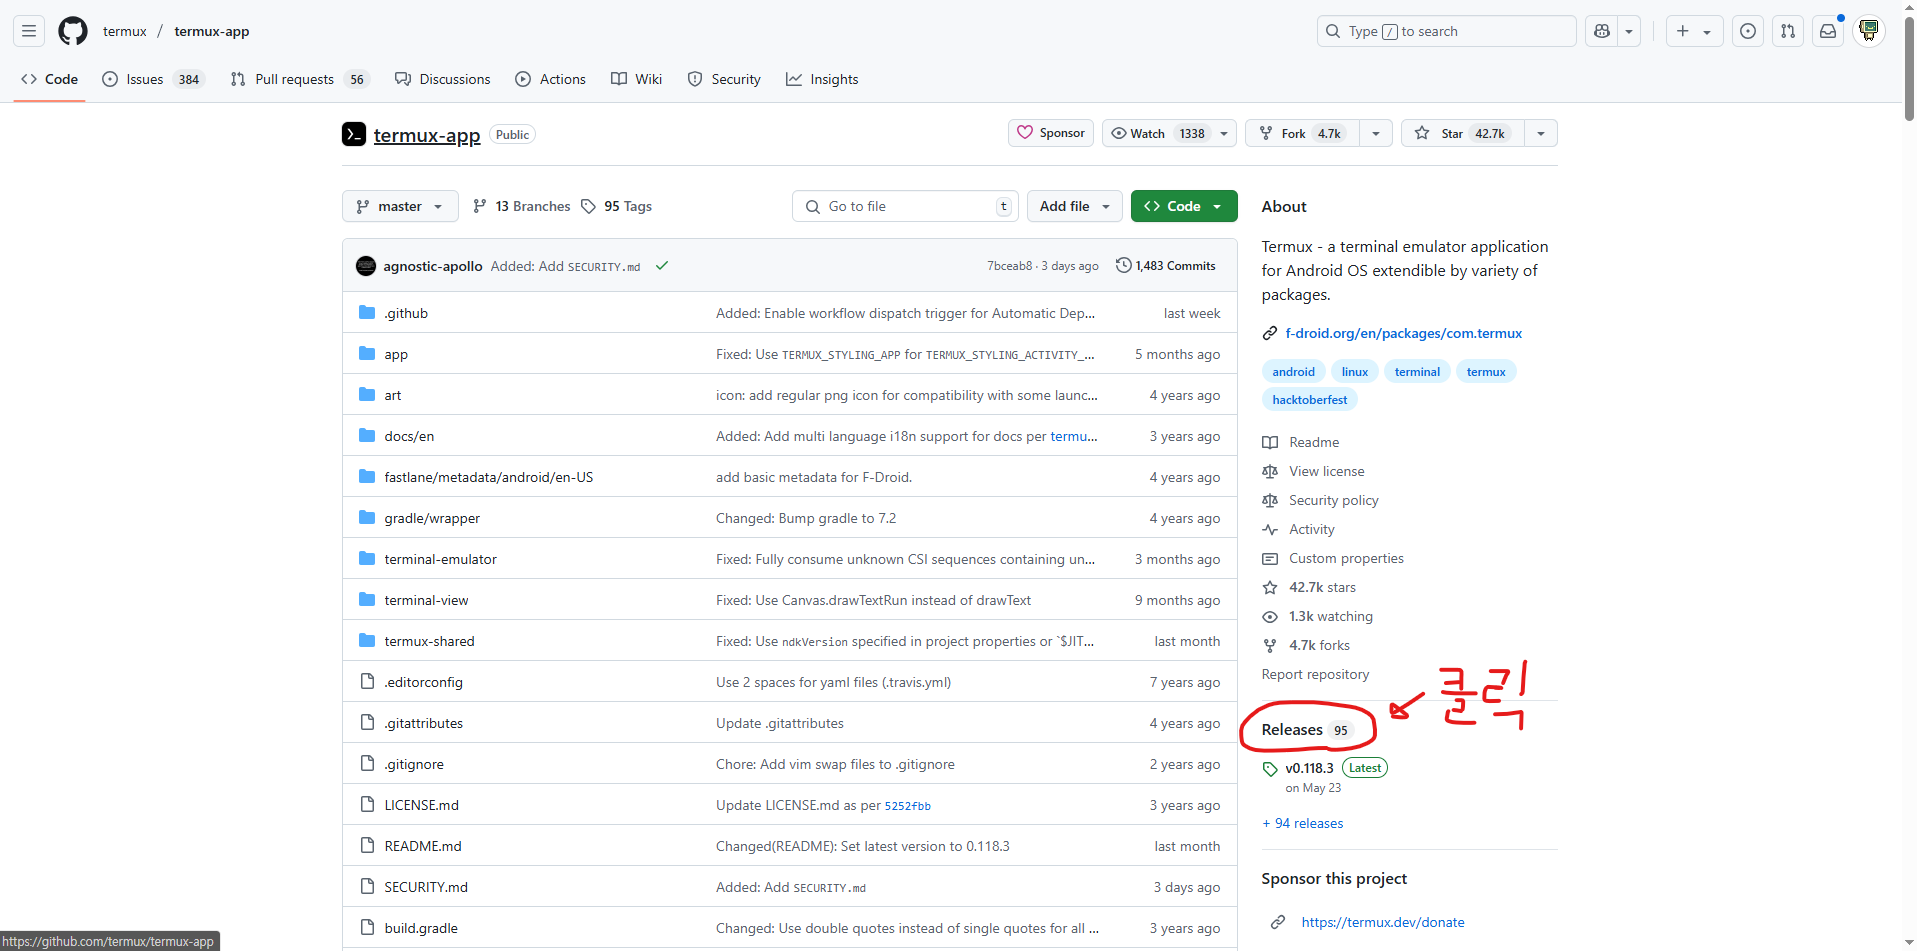 termux / termux-app
Type / to search
Code
Issues 384
Pull requests 56
Discussions
Actions
Wiki
Security
Insights
termux-app Public
Sponsor
Watch 1338
Fork 4.7k
Star 42.7k
master
13 Branches
95 Tags
Go to file t
Add file
Code
agnostic-apollo Added: Add SECURITY.md
7bceab8 · 3 days ago
1,483 Commits
.github Added: Enable workflow dispatch trigger for Automatic Dep... last week
app Fixed: Use TERMUX_STYLING_APP for TERMUX_STYLING_ACTIVITY_... 5 months ago
art icon: add regular png icon for compatibility with some launc... 4 years ago
docs/en Added: Add multi language i18n support for docs per termu... 3 years ago
fastlane/metadata/android/en-US add basic metadata for F-Droid. 4 years ago
gradle/wrapper Changed: Bump gradle to 7.2 4 years ago
terminal-emulator Fixed: Fully consume unknown CSI sequences containing un... 3 months ago
terminal-view Fixed: Use Canvas.drawTextRun instead of drawText 9 months ago
termux-shared Fixed: Use ndkVersion specified in project properties or `$JIT... last month
.editorconfig Use 2 spaces for yaml files (.travis.yml) 7 years ago
.gitattributes Update .gitattributes 4 years ago
.gitignore Chore: Add vim swap files to .gitignore 2 years ago
LICENSE.md Update LICENSE.md as per 5252fbb 3 years ago
README.md Changed(README): Set latest version to 0.118.3 last month
SECURITY.md Added: Add SECURITY.md 3 days ago
build.gradle Changed: Use double quotes instead of single quotes for all ... 3 years ago
About
Termux - a terminal emulator application
for Android OS extendible by variety of
packages.
f-droid.org/en/packages/com.termux
android linux terminal termux
hacktoberfest
Readme
View license
Security policy
Activity
Custom properties
42.7k stars
1.3k watching
4.7k forks
Report repository
클릭
Releases 95
v0.118.3 Latest
on May 23
+ 94 releases
Sponsor this project
https://termux.dev/donate
https://github.com/termux/termux-app